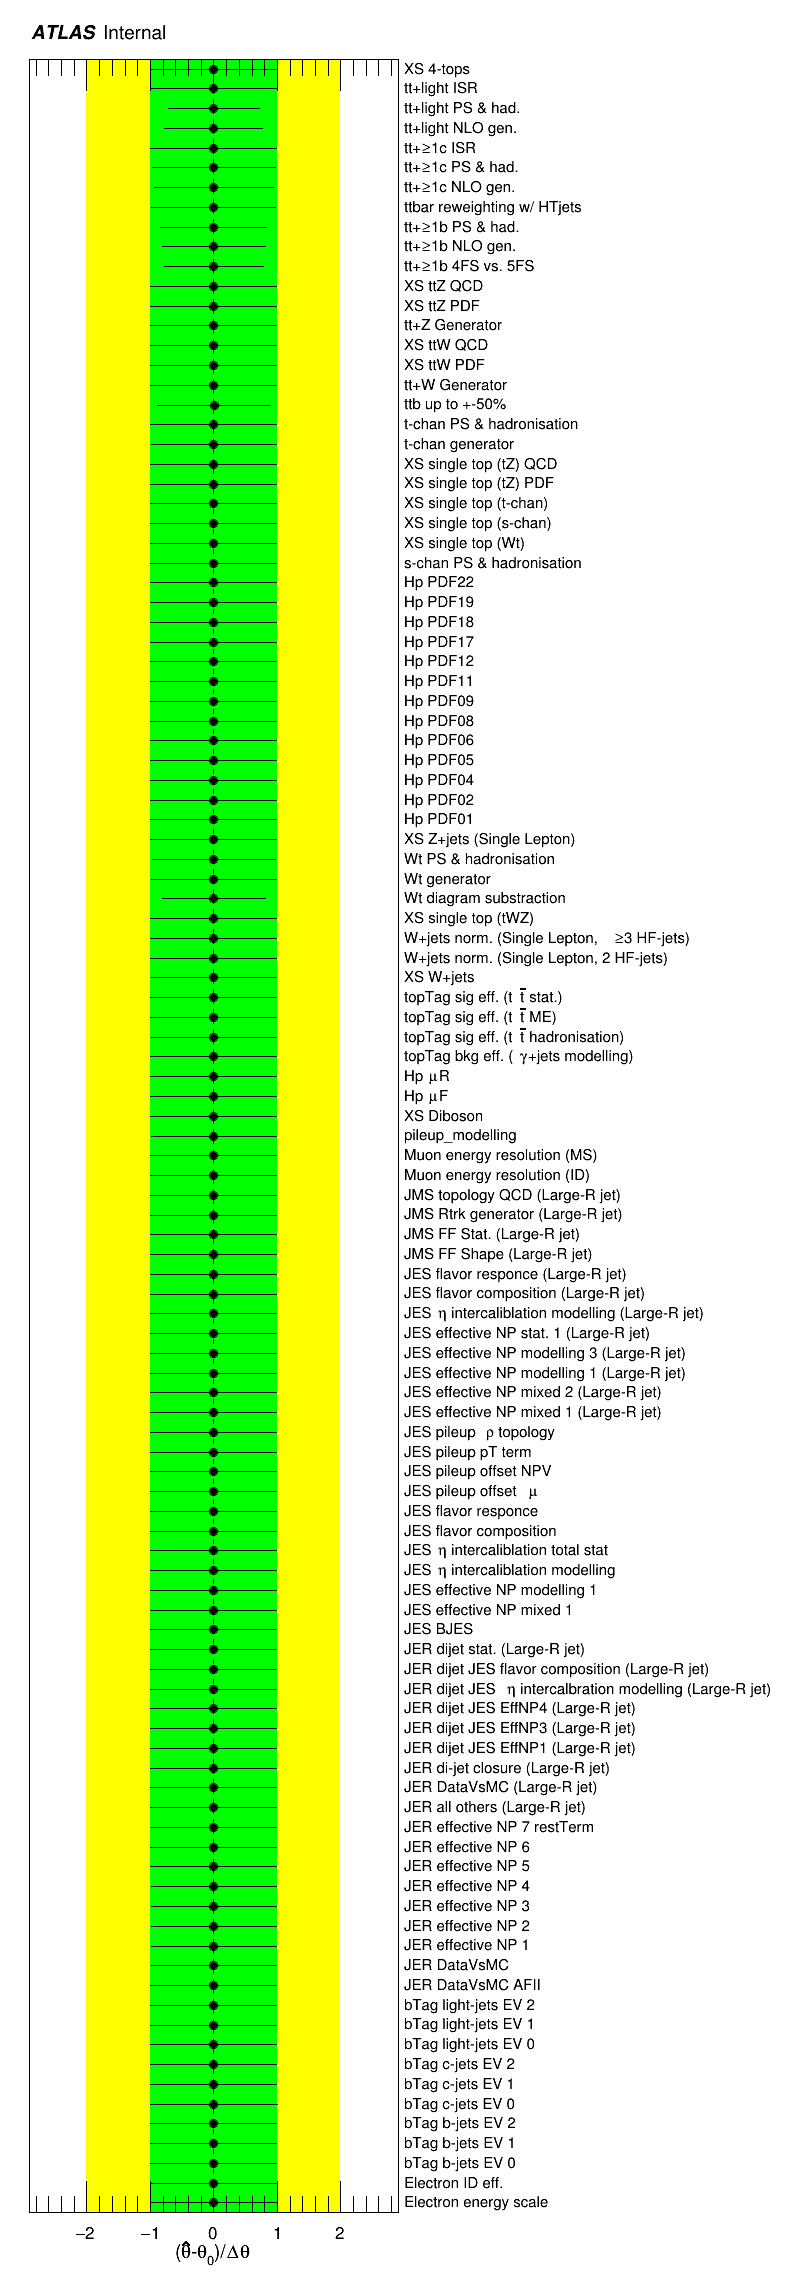 ATLAS Internal
XS 4-tops
tt+light ISR
tt+light PS & had.
tt+light NLO gen.
tt+≥1c ISR
tt+≥1c PS & had.
tt+≥1c NLO gen.
ttbar reweighting w/ HTjets
tt+≥1b PS & had.
tt+≥1b NLO gen.
tt+≥1b 4FS vs. 5FS
XS ttZ QCD
XS ttZ PDF
tt+Z Generator
XS ttW QCD
XS ttW PDF
tt+W Generator
ttb up to +-50%
t-chan PS & hadronisation
t-chan generator
XS single top (tZ) QCD
XS single top (tZ) PDF
XS single top (t-chan)
XS single top (s-chan)
XS single top (Wt)
s-chan PS & hadronisation
Hp PDF22
Hp PDF19
Hp PDF18
Hp PDF17
Hp PDF12
Hp PDF11
Hp PDF09
Hp PDF08
Hp PDF06
Hp PDF05
Hp PDF04
Hp PDF02
Hp PDF01
XS Z+jets (Single Lepton)
Wt PS & hadronisation
Wt generator
Wt diagram substraction
XS single top (tWZ)
W+jets norm. (Single Lepton, ≥3 HF-jets)
W+jets norm. (Single Lepton, 2 HF-jets)
XS W+jets
topTag sig eff. (t t̄ stat.)
topTag sig eff. (t t̄ ME)
topTag sig eff. (t t̄ hadronisation)
topTag bkg eff. ( γ+jets modelling)
Hp μR
Hp μF
XS Diboson
pileup_modelling
Muon energy resolution (MS)
Muon energy resolution (ID)
JMS topology QCD (Large-R jet)
JMS Rtrk generator (Large-R jet)
JMS FF Stat. (Large-R jet)
JMS FF Shape (Large-R jet)
JES flavor responce (Large-R jet)
JES flavor composition (Large-R jet)
JES η intercaliblation modelling (Large-R jet)
JES effective NP stat. 1 (Large-R jet)
JES effective NP modelling 3 (Large-R jet)
JES effective NP modelling 1 (Large-R jet)
JES effective NP mixed 2 (Large-R jet)
JES effective NP mixed 1 (Large-R jet)
JES pileup ρ topology
JES pileup pT term
JES pileup offset NPV
JES pileup offset μ
JES flavor responce
JES flavor composition
JES η intercaliblation total stat
JES η intercaliblation modelling
JES effective NP modelling 1
JES effective NP mixed 1
JES BJES
JER dijet stat. (Large-R jet)
JER dijet JES flavor composition (Large-R jet)
JER dijet JES η intercalbration modelling (Large-R jet)
JER dijet JES EffNP4 (Large-R jet)
JER dijet JES EffNP3 (Large-R jet)
JER dijet JES EffNP1 (Large-R jet)
JER di-jet closure (Large-R jet)
JER DataVsMC (Large-R jet)
JER all others (Large-R jet)
JER effective NP 7 restTerm
JER effective NP 6
JER effective NP 5
JER effective NP 4
JER effective NP 3
JER effective NP 2
JER effective NP 1
JER DataVsMC
JER DataVsMC AFII
bTag light-jets EV 2
bTag light-jets EV 1
bTag light-jets EV 0
bTag c-jets EV 2
bTag c-jets EV 1
bTag c-jets EV 0
bTag b-jets EV 2
bTag b-jets EV 1
bTag b-jets EV 0
Electron ID eff.
Electron energy scale
−2 −1 0 1 2
(θ̂-θ₀)/Δθ